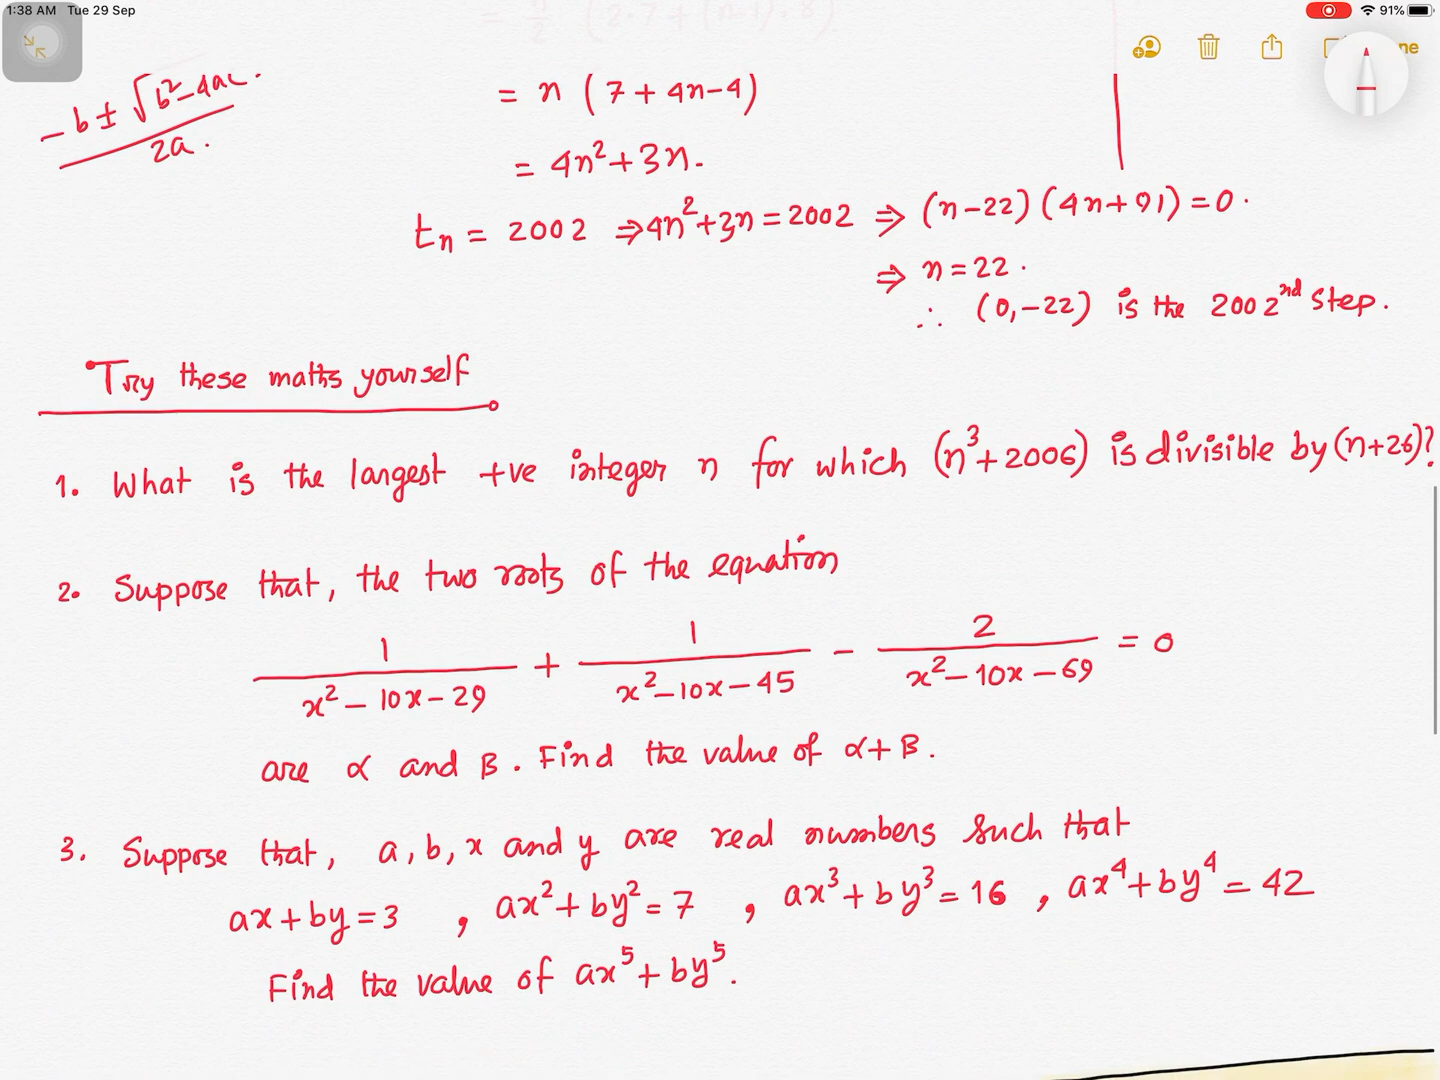 1:38 AM Tue 29 Sep
91%
-b ± √b²-4ac.
2a.
= n (7+4n-4)
= 4n²+3n.
tn = 2002 ⇒ 4n²+3n = 2002 ⇒ (n-22)(4n+91)=0.
⇒ n=22.
∴ (0,-22) is the 2002nd step.
Try these maths yourself
1. What is the largest +ve integer n for which (n³+2006) is divisible by (n+26)?
2. Suppose that, the two roots of the equation
1/(x²-10x-29) + 1/(x²-10x-45) - 2/(x²-10x-69) = 0
are α and β. Find the value of α+β.
3. Suppose that, a, b, x and y are real numbers such that
ax+by=3 , ax²+by²=7 , ax³+by³=16 , ax⁴+by⁴=42
Find the value of ax⁵+by⁵.